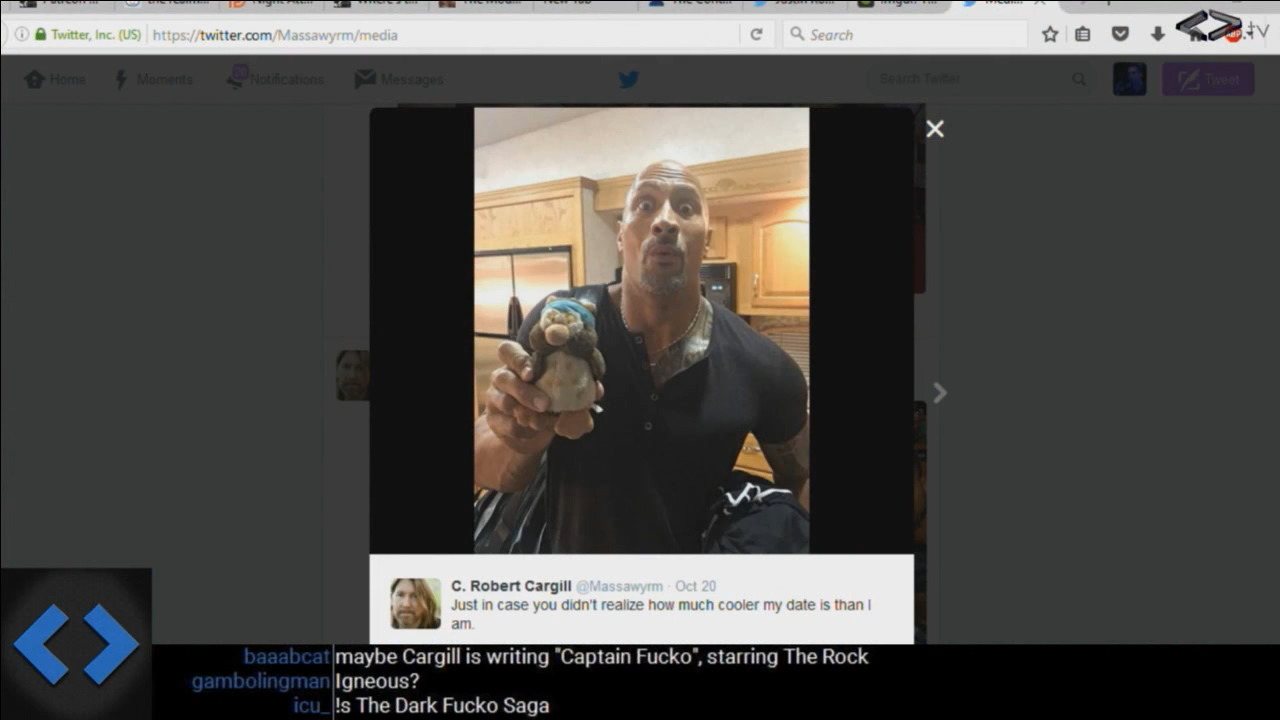 Twitter, Inc. (US) https://twitter.com/Massawyrm/media
Search
.tv
Home Moments Notifications Messages Search Twitter Tweet
C. Robert Cargill @Massawyrm · Oct 20
Just in case you didn't realize how much cooler my date is than I
am.
baaabcat maybe Cargill is writing "Captain Fucko", starring The Rock
gambolingman Igneous?
icu_ !s The Dark Fucko Saga